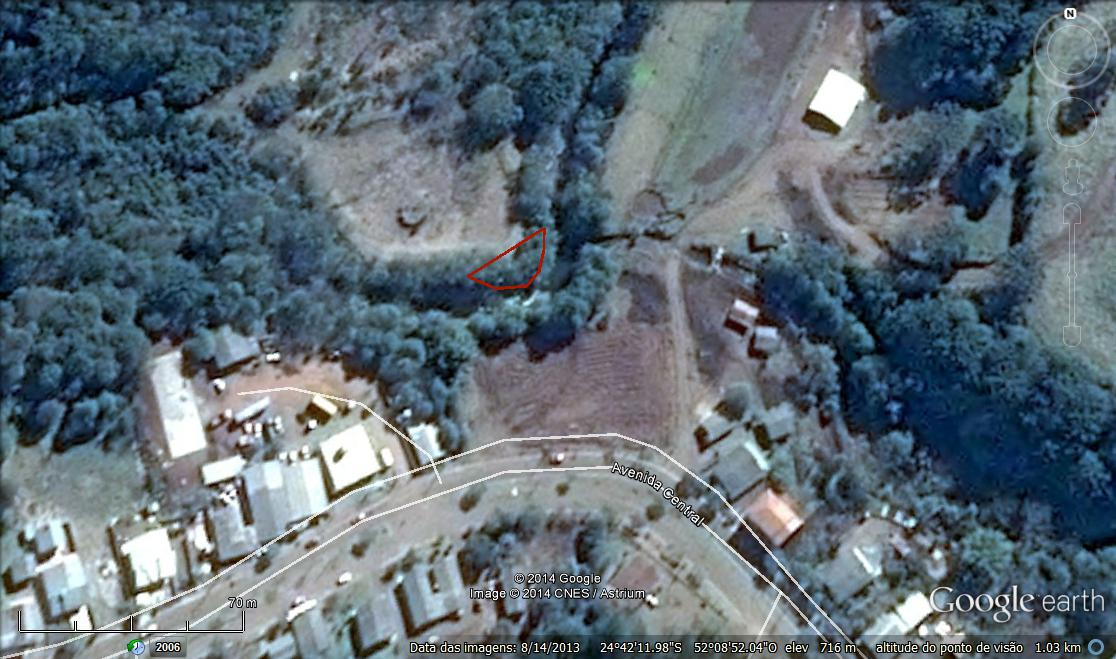 N
Avenida Central
© 2014 Google
Image © 2014 CNES / Astrium
Google earth
70 m
2006
Data das imagens: 8/14/2013 24°42'11.98"S 52°08'52.04"O elev 716 m altitude do ponto de visão 1.03 km